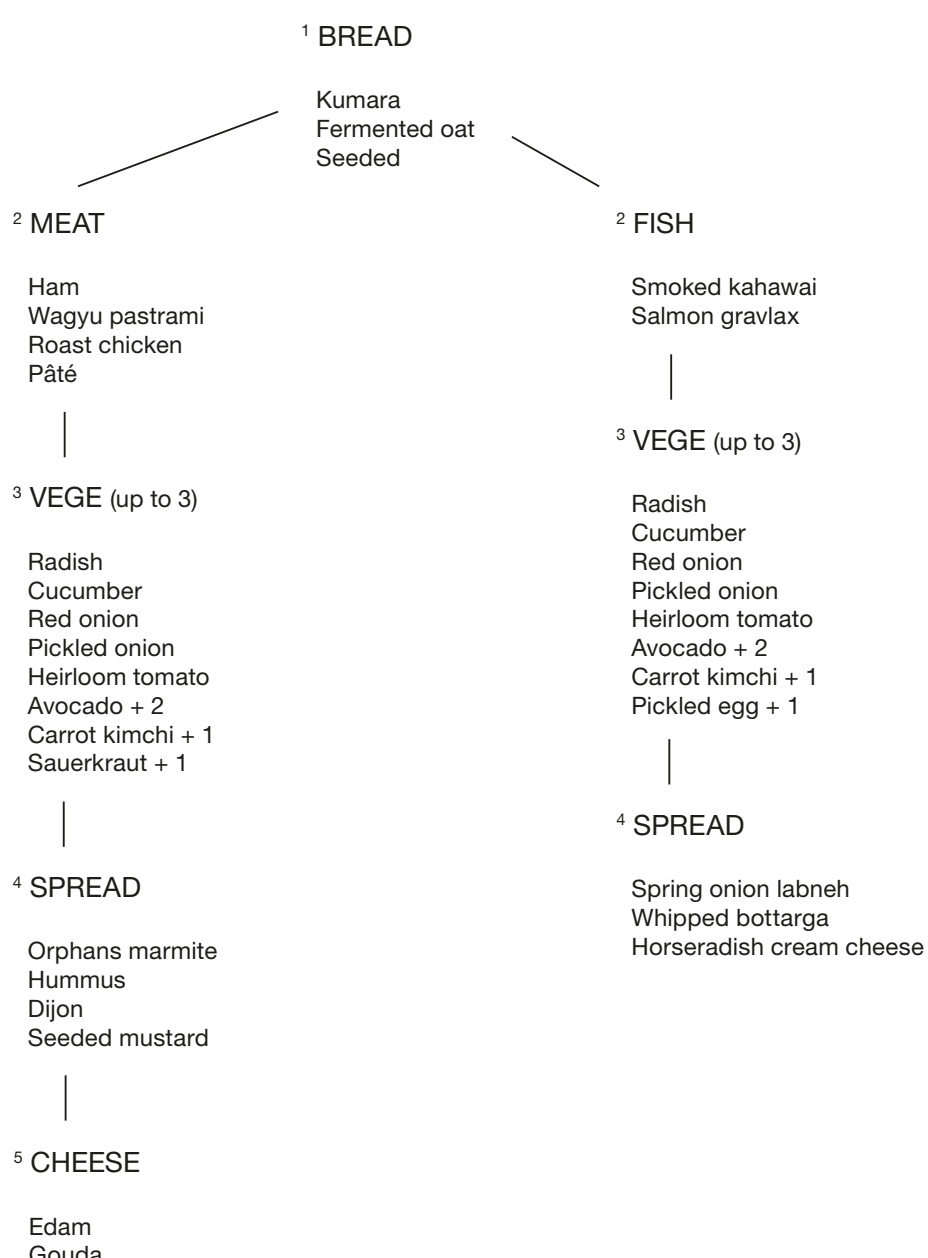 ¹ BREAD
Kumara
Fermented oat
Seeded
² MEAT
Ham
Wagyu pastrami
Roast chicken
Pâté
³ VEGE (up to 3)
Radish
Cucumber
Red onion
Pickled onion
Heirloom tomato
Avocado + 2
Carrot kimchi + 1
Sauerkraut + 1
⁴ SPREAD
Orphans marmite
Hummus
Dijon
Seeded mustard
⁵ CHEESE
Edam
Gouda
² FISH
Smoked kahawai
Salmon gravlax
³ VEGE (up to 3)
Radish
Cucumber
Red onion
Pickled onion
Heirloom tomato
Avocado + 2
Carrot kimchi + 1
Pickled egg + 1
⁴ SPREAD
Spring onion labneh
Whipped bottarga
Horseradish cream cheese